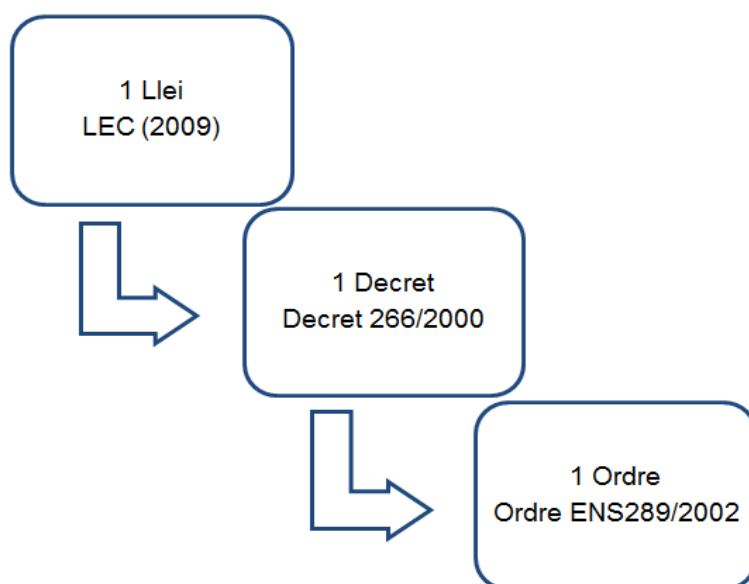 1 Llei
LEC (2009)
1 Decret
Decret 266/2000
1 Ordre
Ordre ENS289/2002